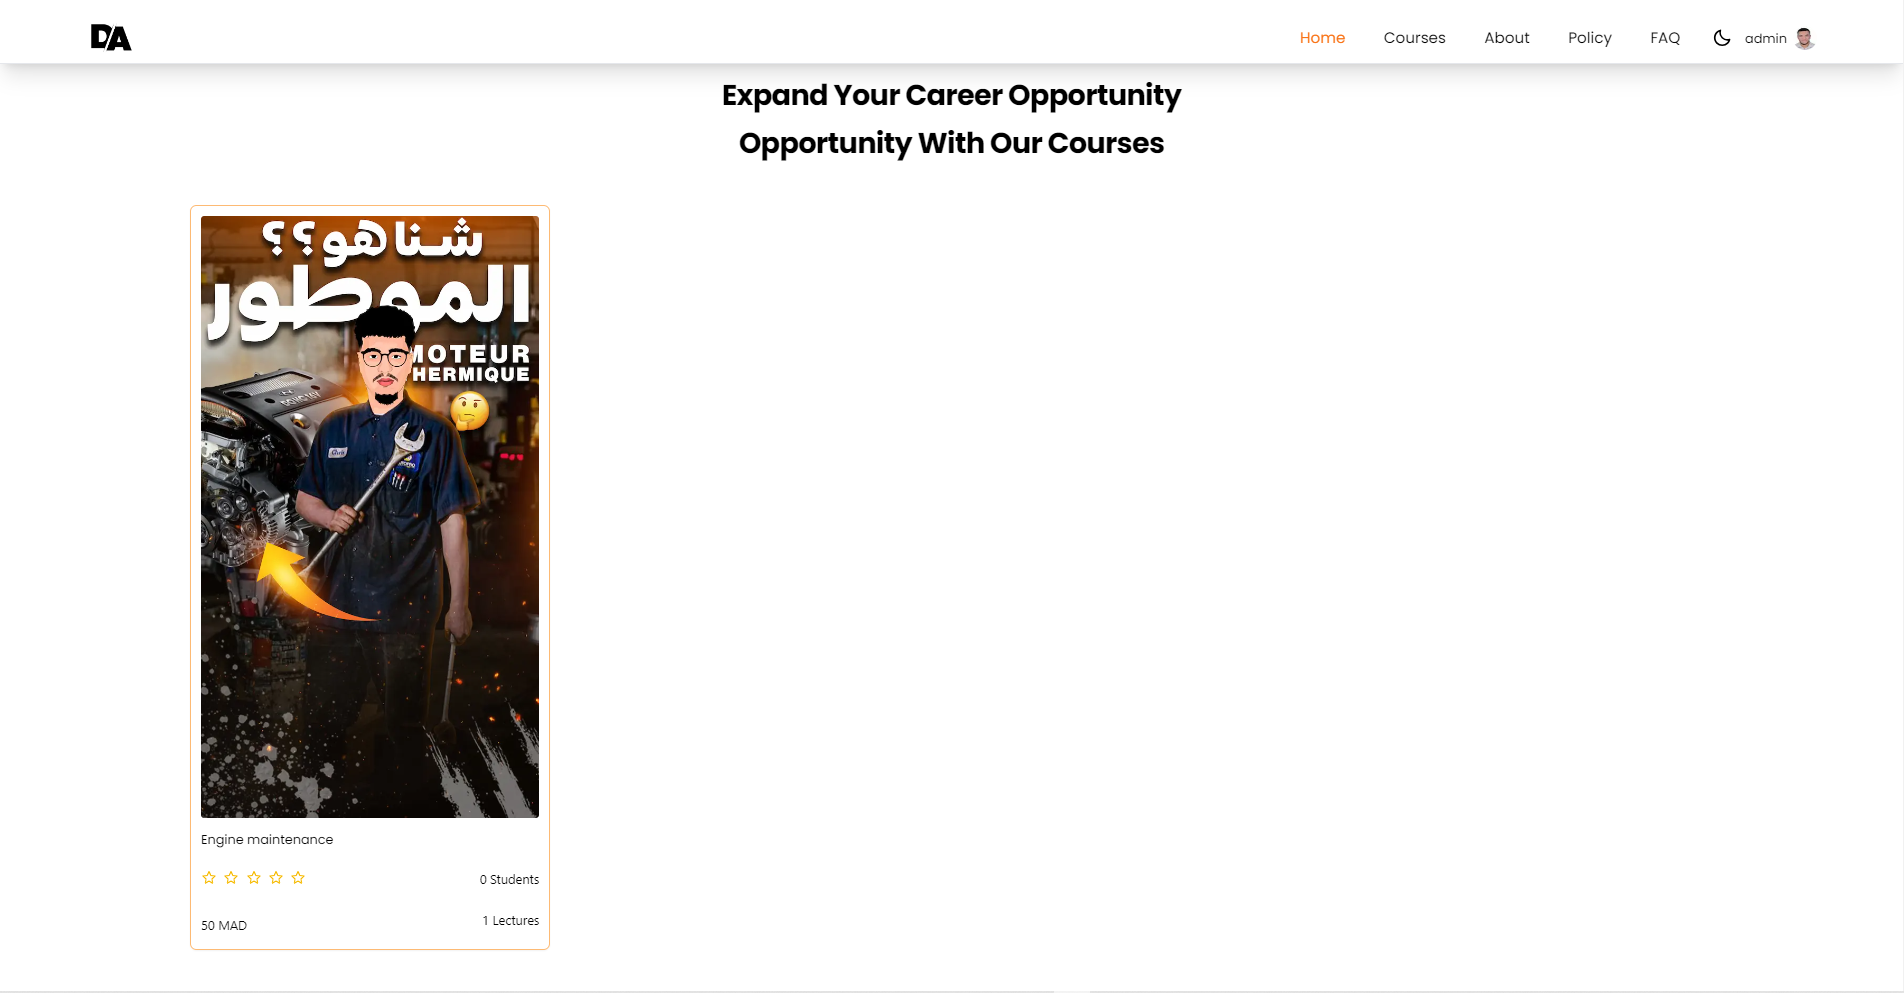 DA
Home Courses About Policy FAQ admin
Expand Your Career Opportunity
Opportunity With Our Courses
شناهو؟؟
الموطور
MOTEUR
HERMIQUE
Engine maintenance
0 Students
50 MAD 1 Lectures